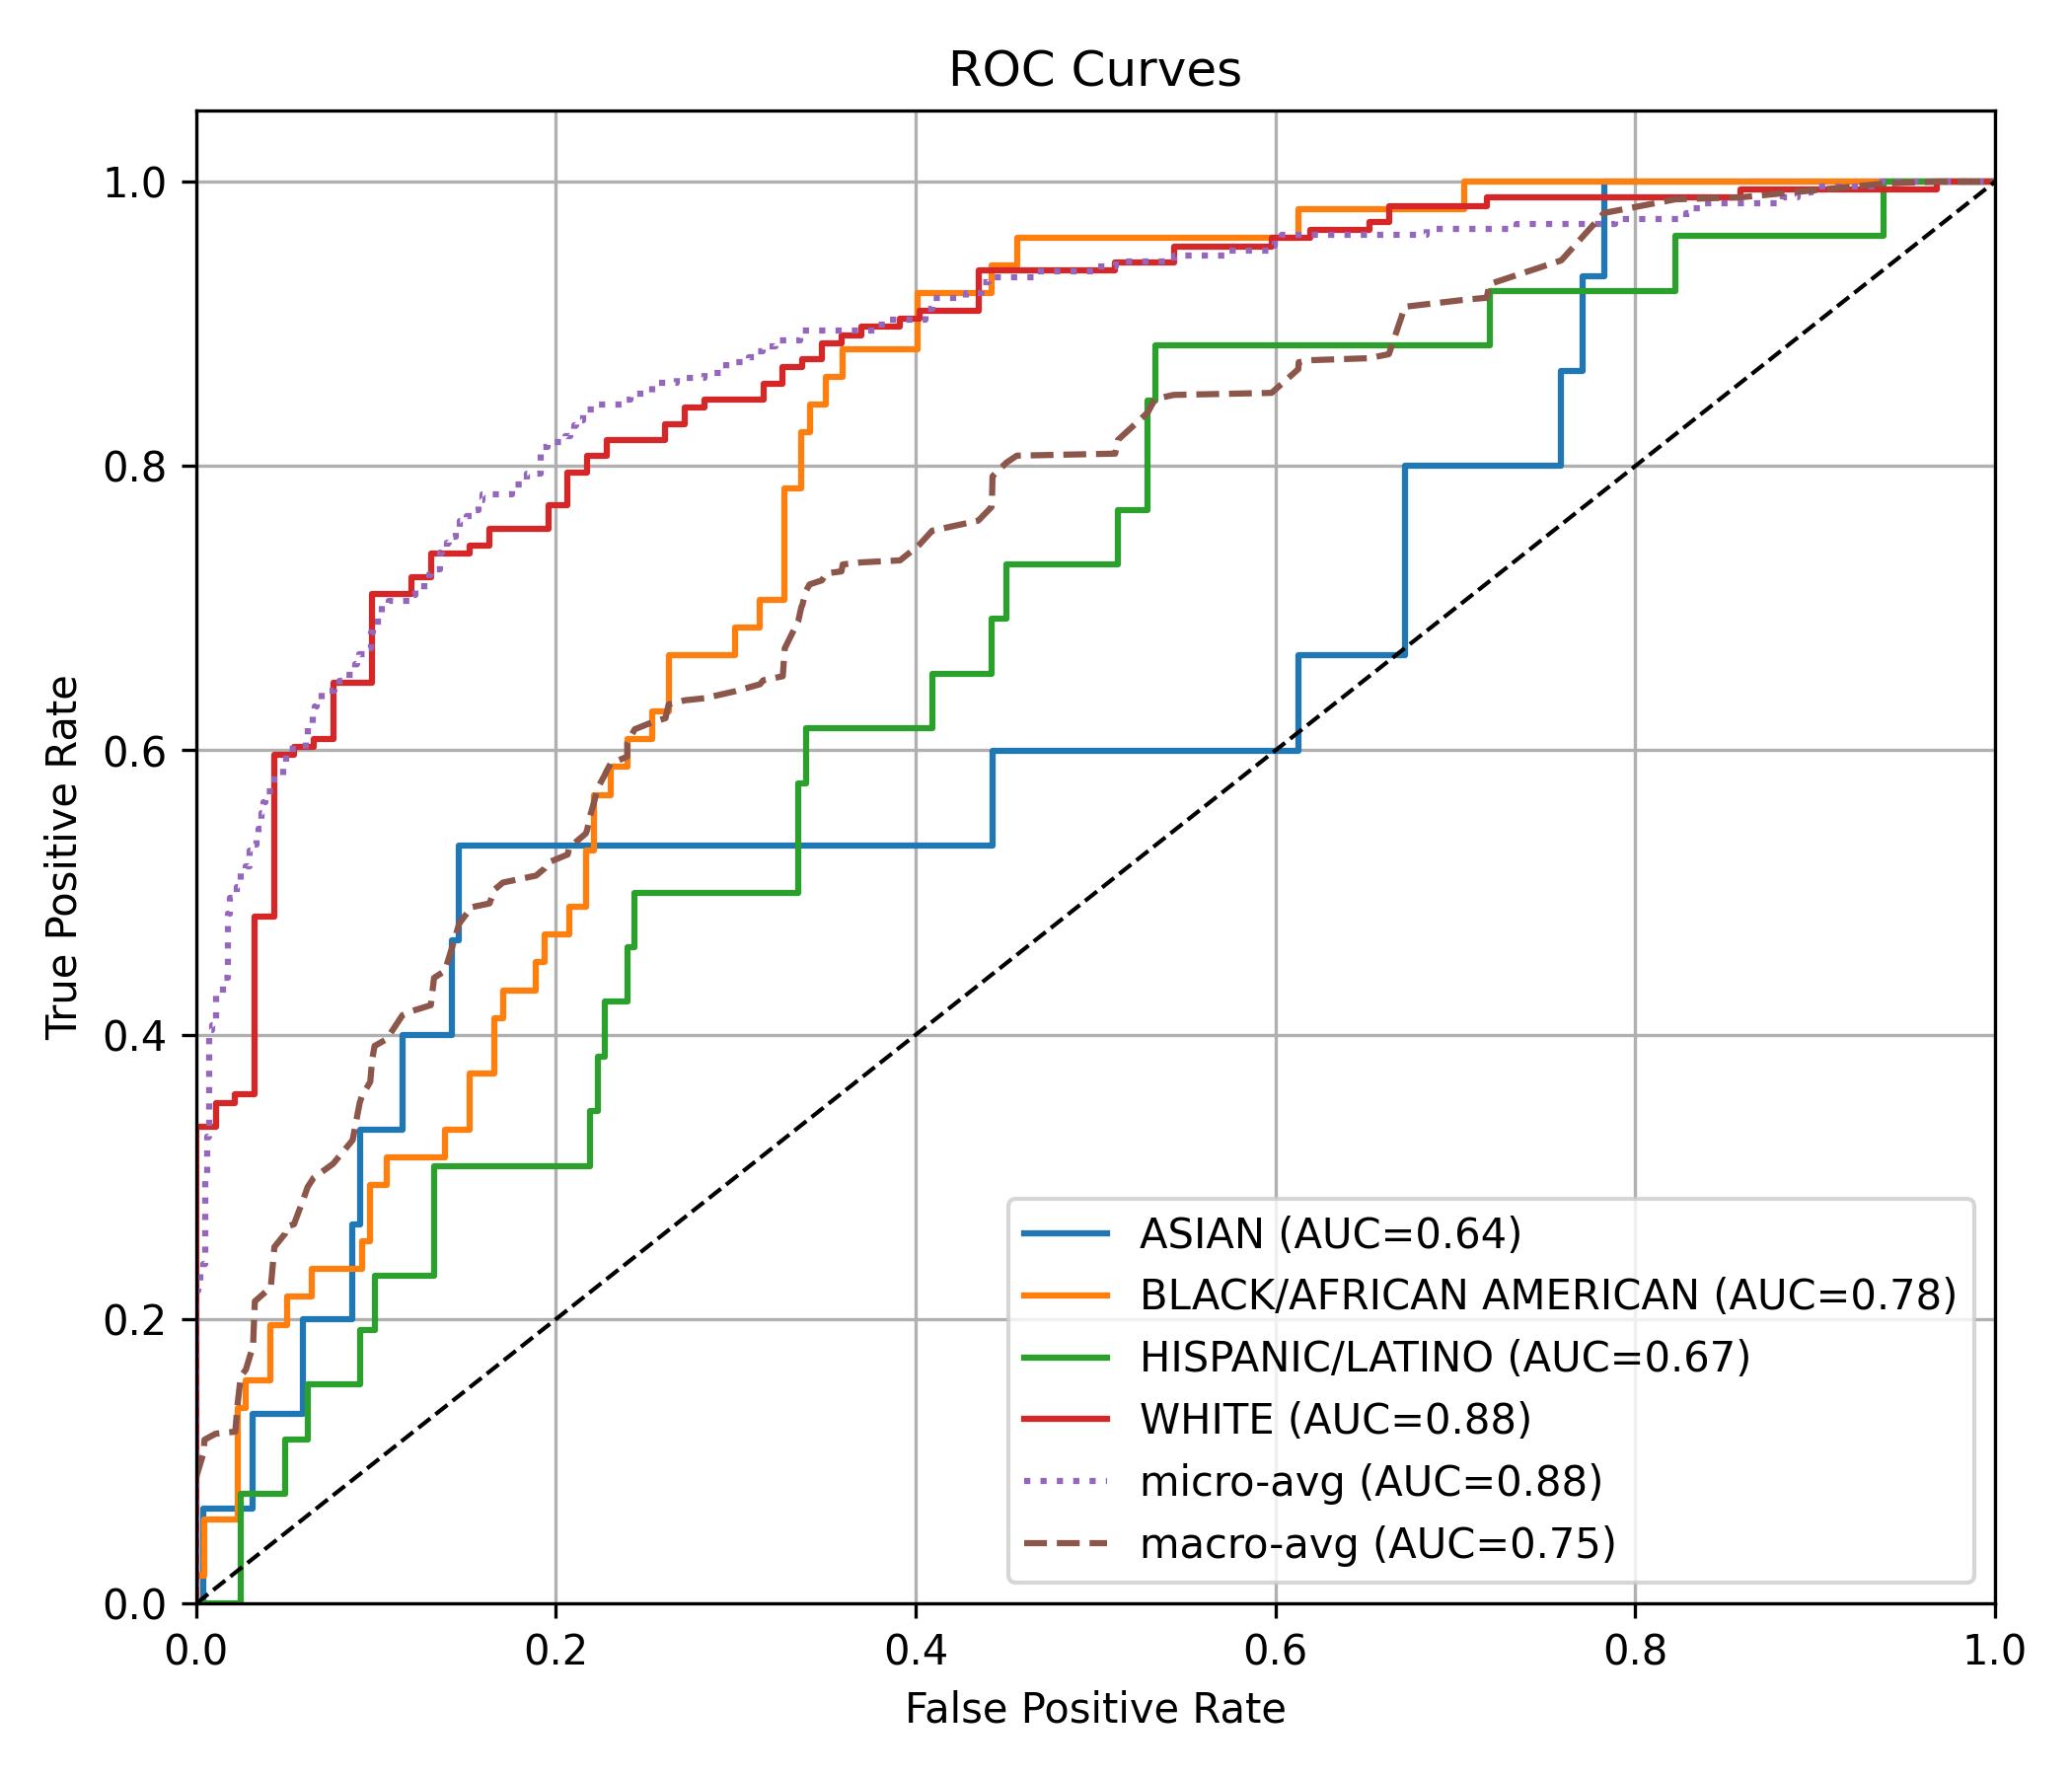 ROC Curves
1.0
0.8
0.6
0.4
0.2
0.0
True Positive Rate
0.0 0.2 0.4 0.6 0.8 1.0
False Positive Rate
ASIAN (AUC=0.64)
BLACK/AFRICAN AMERICAN (AUC=0.78)
HISPANIC/LATINO (AUC=0.67)
WHITE (AUC=0.88)
micro-avg (AUC=0.88)
macro-avg (AUC=0.75)